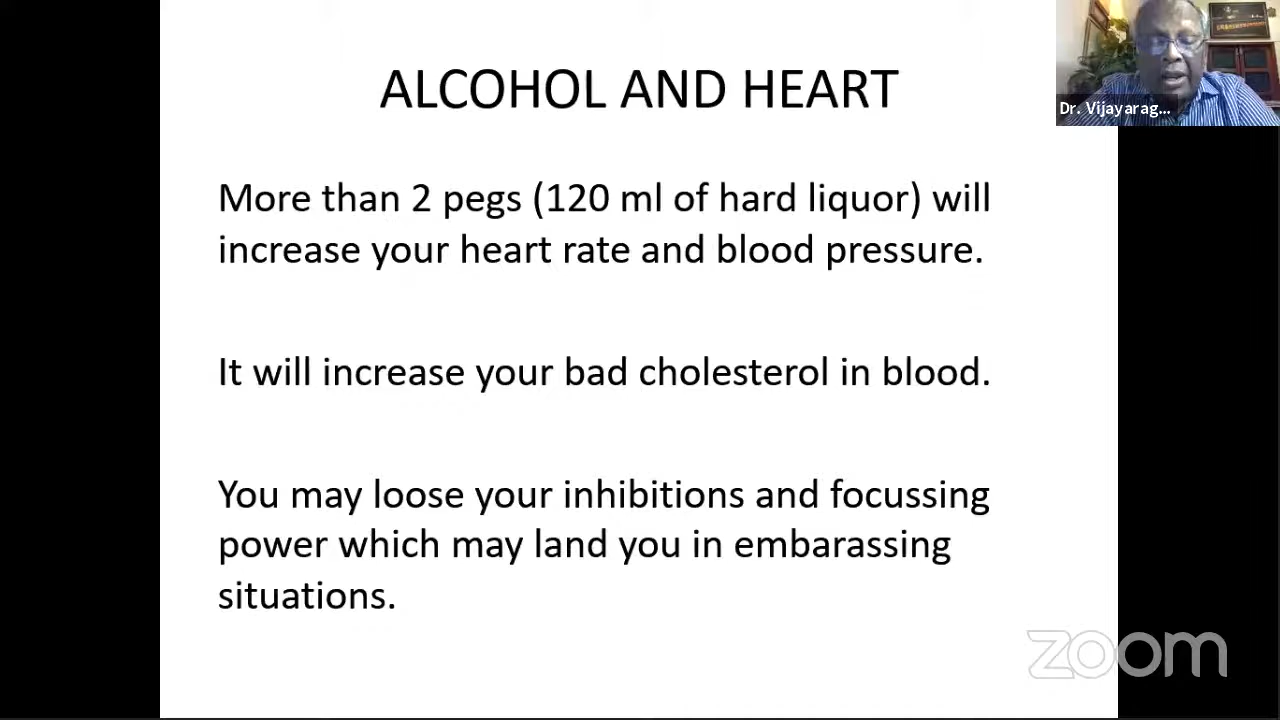 ALCOHOL AND HEART
Dr. Vijayarag...
More than 2 pegs (120 ml of hard liquor) will
increase your heart rate and blood pressure.
It will increase your bad cholesterol in blood.
You may loose your inhibitions and focussing
power which may land you in embarassing
situations.
zoom